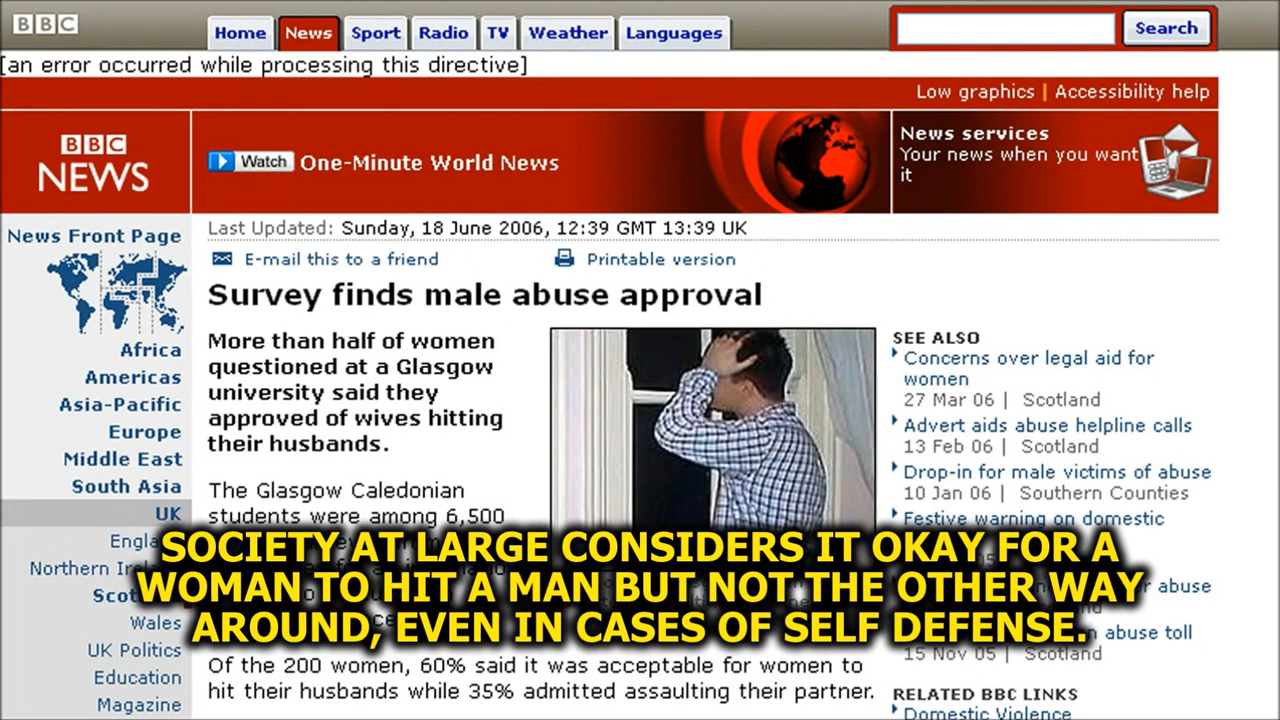 BBC
Home
News
Sport
Radio
TV
Weather
Languages
Search
[an error occurred while processing this directive]
Low graphics | Accessibility help
BBC
NEWS
Watch One-Minute World News
News services
Your news when you want
it
News Front Page
Africa
Americas
Asia-Pacific
Europe
Middle East
South Asia
UK
Wales
UK Politics
Education
Magazine
Last Updated: Sunday, 18 June 2006, 12:39 GMT 13:39 UK
E-mail this to a friend
Printable version
Survey finds male abuse approval
More than half of women
questioned at a Glasgow
university said they
approved of wives hitting
their husbands.
The Glasgow Caledonian
students were among 6,500
Of the 200 women, 60% said it was acceptable for women to
hit their husbands while 35% admitted assaulting their partner.
SEE ALSO
Concerns over legal aid for
women
27 Mar 06 | Scotland
Advert aids abuse helpline calls
13 Feb 06 | Scotland
Drop-in for male victims of abuse
10 Jan 06 | Southern Counties
Festive warning on domestic
abuse
abuse toll
15 Nov 05 | Scotland
RELATED BBC LINKS
Domestic Violence
SOCIETY AT LARGE CONSIDERS IT OKAY FOR A
WOMAN TO HIT A MAN BUT NOT THE OTHER WAY
AROUND, EVEN IN CASES OF SELF DEFENSE.